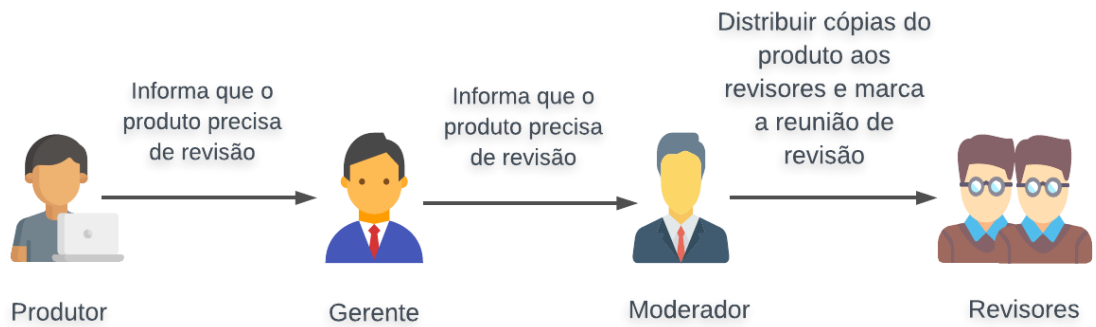 Informa que o
produto precisa
de revisão
Informa que o
produto precisa
de revisão
Distribuir cópias do
produto aos
revisores e marca
a reunião de
revisão
Produtor
Gerente
Moderador
Revisores